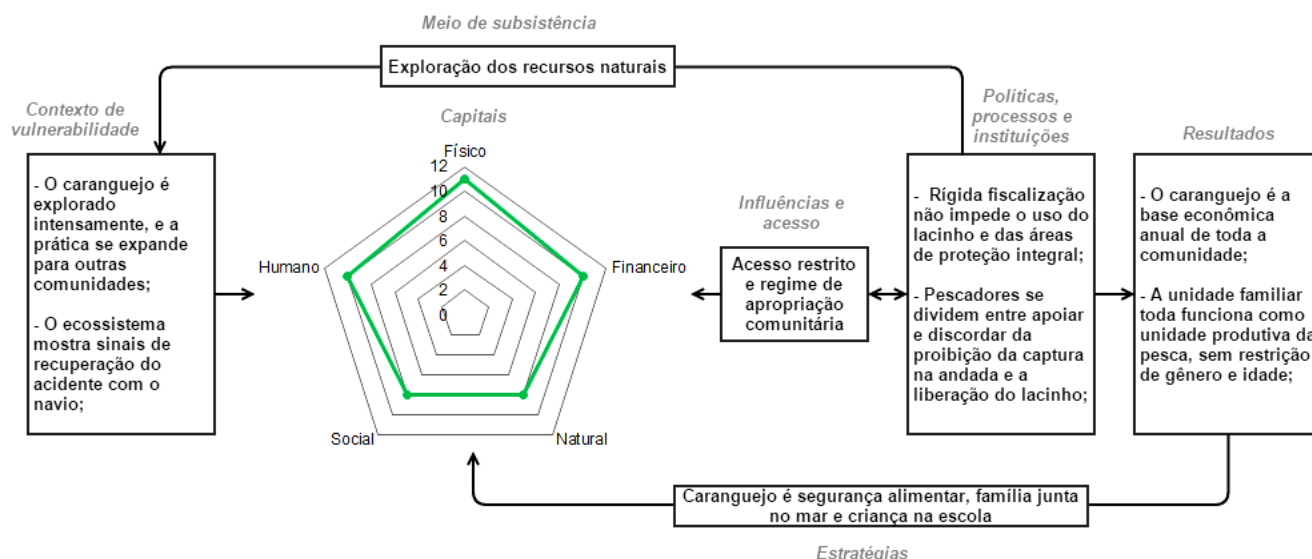 Meio de subsistência
Exploração dos recursos naturais
Contexto de
vulnerabilidade
- O caranguejo é
explorado
intensamente, e a
prática se expande
para outras
comunidades;
- O ecossistema
mostra sinais de
recuperação do
acidente com o
navio;
Capitais
Físico
12
10
8
6
4
2
0
Humano
Financeiro
Social
Natural
Influências e
acesso
Acesso restrito
e regime de
apropriação
comunitária
Políticas,
processos e
instituições
- Rígida fiscalização
não impede o uso do
lacinho e das áreas
de proteção integral;
- Pescadores se
dividem entre apoiar
e discordar da
proibição da captura
na andada e a
liberação do lacinho;
Resultados
- O caranguejo é a
base econômica
anual de toda a
comunidade;
- A unidade familiar
toda funciona como
unidade produtiva da
pesca, sem restrição
de gênero e idade;
Caranguejo é segurança alimentar, família junta
no mar e criança na escola
Estratégias